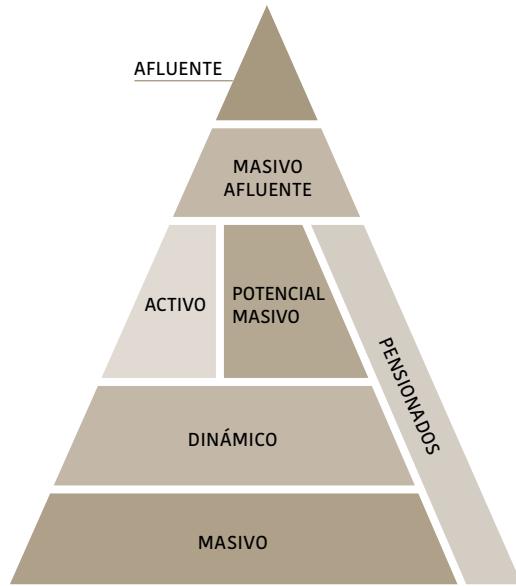 AFLUENTE
MASIVO
AFLUENTE
ACTIVO
POTENCIAL
MASIVO
PENSIONADOS
DINÁMICO
MASIVO